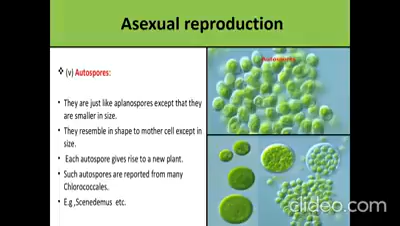 Asexual reproduction
(v) Autospores:
They are just like aplanospores except that they
are smaller in size.
They resemble in shape to mother cell except in
size.
Each autospore gives rise to a new plant.
Such autospores are reported from many
Chlorococcales.
E.g ,Scenedemus etc.
Autospores
clideo.com